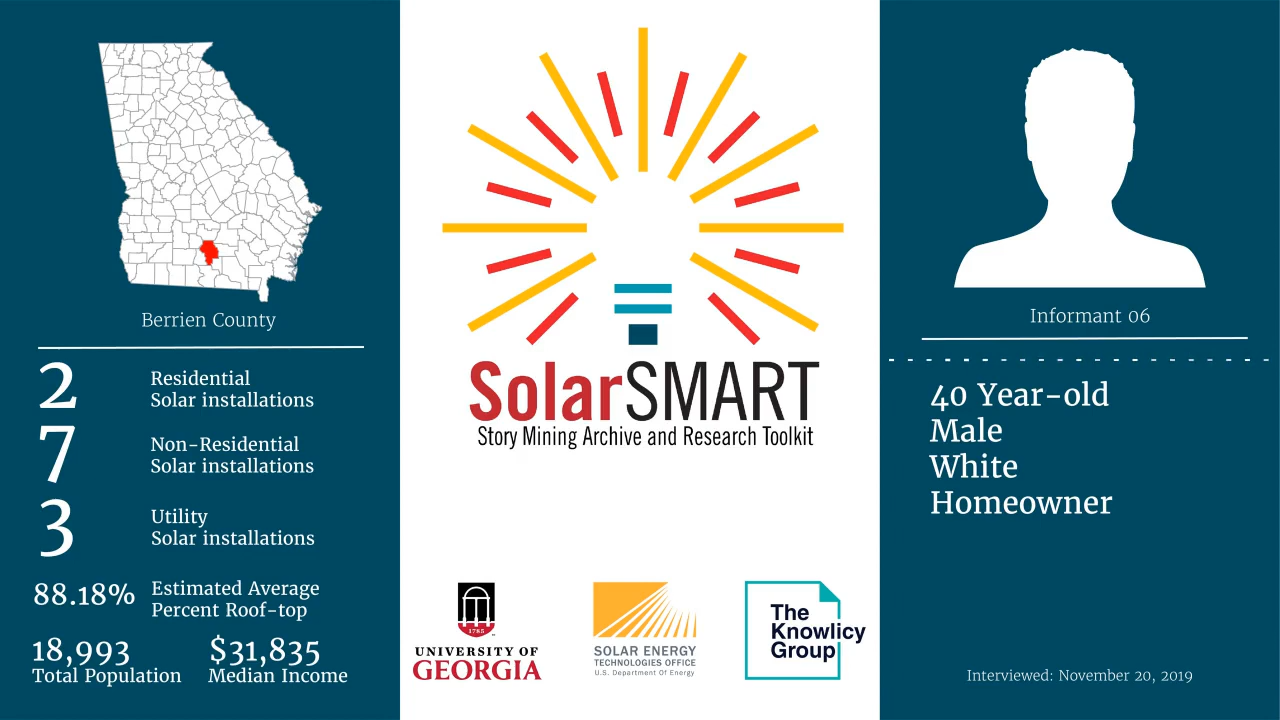 Berrien County
2
Residential
Solar installations
7
Non-Residential
Solar installations
3
Utility
Solar installations
88.18%
Estimated Average
Percent Roof-top
18,993
Total Population
$31,835
Median Income
SolarSMART
Story Mining Archive and Research Toolkit
1785
UNIVERSITY OF
GEORGIA
SOLAR ENERGY
TECHNOLOGIES OFFICE
U.S. Department Of Energy
The
Knowlicy
Group
Informant 06
40 Year-old
Male
White
Homeowner
Interviewed: November 20, 2019